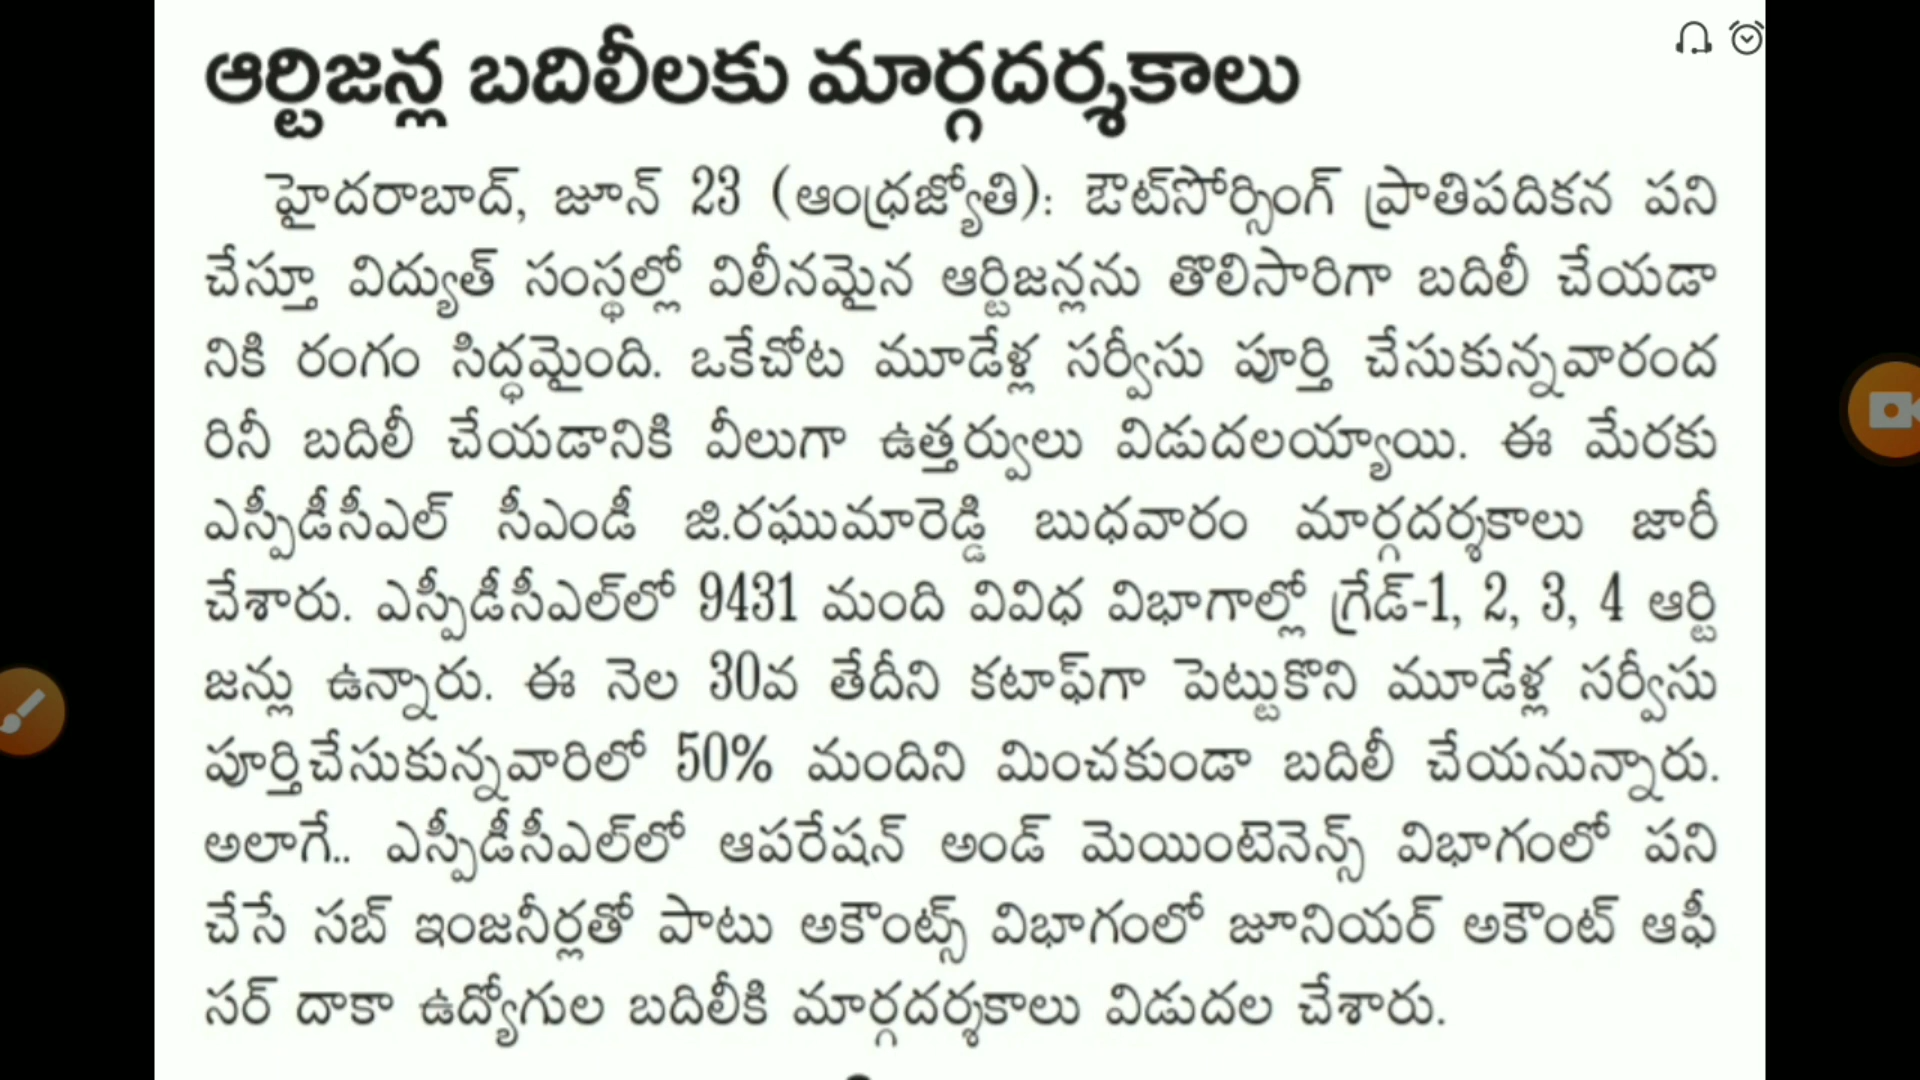 ఆర్టిజన్ల బదిలీలకు మార్గదర్శకాలు
హైదరాబాద్, జూన్ 23 (ఆంధ్రజ్యోతి): ఔట్‌సోర్సింగ్ ప్రాతిపదికన పని
చేస్తూ విద్యుత్ సంస్థల్లో విలీనమైన ఆర్టిజన్లను తొలిసారిగా బదిలీ చేయడా
నికి రంగం సిద్ధమైంది. ఒకేచోట మూడేళ్ల సర్వీసు పూర్తి చేసుకున్నవారంద
రినీ బదిలీ చేయడానికి వీలుగా ఉత్తర్వులు విడుదలయ్యాయి. ఈ మేరకు
ఎస్పీడీసీఎల్ సీఎండీ జి.రఘుమారెడ్డి బుధవారం మార్గదర్శకాలు జారీ
చేశారు. ఎస్పీడీసీఎల్‌లో 9431 మంది వివిధ విభాగాల్లో గ్రేడ్-1, 2, 3, 4 ఆర్టి
జన్లు ఉన్నారు. ఈ నెల 30వ తేదీని కటాఫ్‌గా పెట్టుకొని మూడేళ్ల సర్వీసు
పూర్తిచేసుకున్నవారిలో 50% మందిని మించకుండా బదిలీ చేయనున్నారు.
అలాగే.. ఎస్పీడీసీఎల్‌లో ఆపరేషన్ అండ్ మెయింటెనెన్స్ విభాగంలో పని
చేసే సబ్ ఇంజనీర్లతో పాటు అకౌంట్స్ విభాగంలో జూనియర్ అకౌంట్ ఆఫీ
సర్ దాకా ఉద్యోగుల బదిలీకి మార్గదర్శకాలు విడుదల చేశారు.